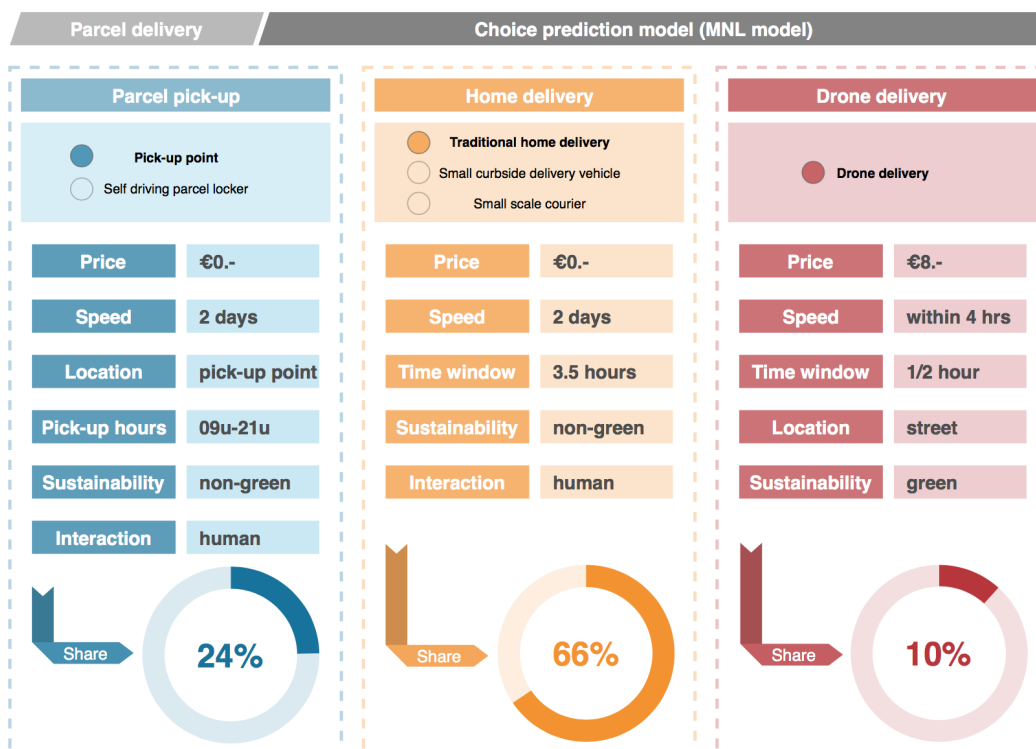 Parcel delivery
Choice prediction model (MNL model)
Parcel pick-up
Pick-up point
Self driving parcel locker
Price €0.-
Speed 2 days
Location pick-up point
Pick-up hours 09u-21u
Sustainability non-green
Interaction human
Share 24%
Home delivery
Traditional home delivery
Small curbside delivery vehicle
Small scale courier
Price €0.-
Speed 2 days
Time window 3.5 hours
Sustainability non-green
Interaction human
Share 66%
Drone delivery
Drone delivery
Price €8.-
Speed within 4 hrs
Time window 1/2 hour
Location street
Sustainability green
Share 10%